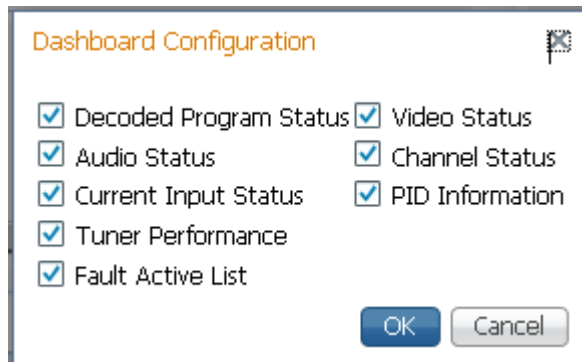 Dashboard Configuration
Decoded Program Status Video Status
Audio Status Channel Status
Current Input Status PID Information
Tuner Performance
Fault Active List
OK Cancel